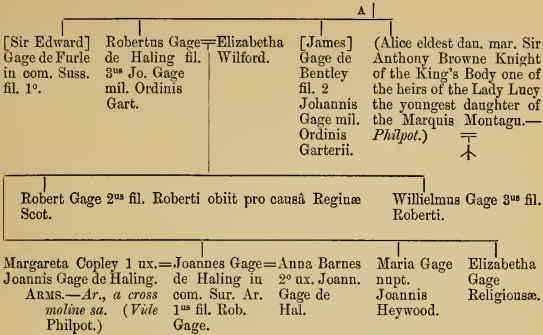 A
[Sir Edward]
Gage de Furle
in com. Suss.
fil. 1º.
Robertus Gage=Elizabetha
de Haling fil. Wilford.
3ᵘˢ Jo. Gage
mil. Ordinis
Gart.
[James]
Gage de
Bentley
fil. 2
Johannis
Gage mil.
Ordinis
Garterii.
(Alice eldest dau. mar. Sir
Anthony Browne Knight
of the King's Body one of
the heirs of the Lady Lucy
the youngest daughter of
the Marquis Montagu.—
Philpot.)
Robert Gage 2ᵘˢ fil. Roberti obiit pro causâ Reginæ
Scot.
Willielmus Gage 3ᵘˢ fil.
Roberti.
Margareta Copley 1 ux.
Joannis Gage de Haling.
ARMS.—Ar., a cross
moline sa. (Vide
Philpot.)
=Joannes Gage=
de Haling in
com. Sur. Ar.
1ᵘˢ fil. Rob.
Gage.
Anna Barnes
2º ux. Joann.
Gage de
Hal.
Maria Gage
nupt.
Joannis
Heywood.
Elizabetha
Gage
Religiousæ.